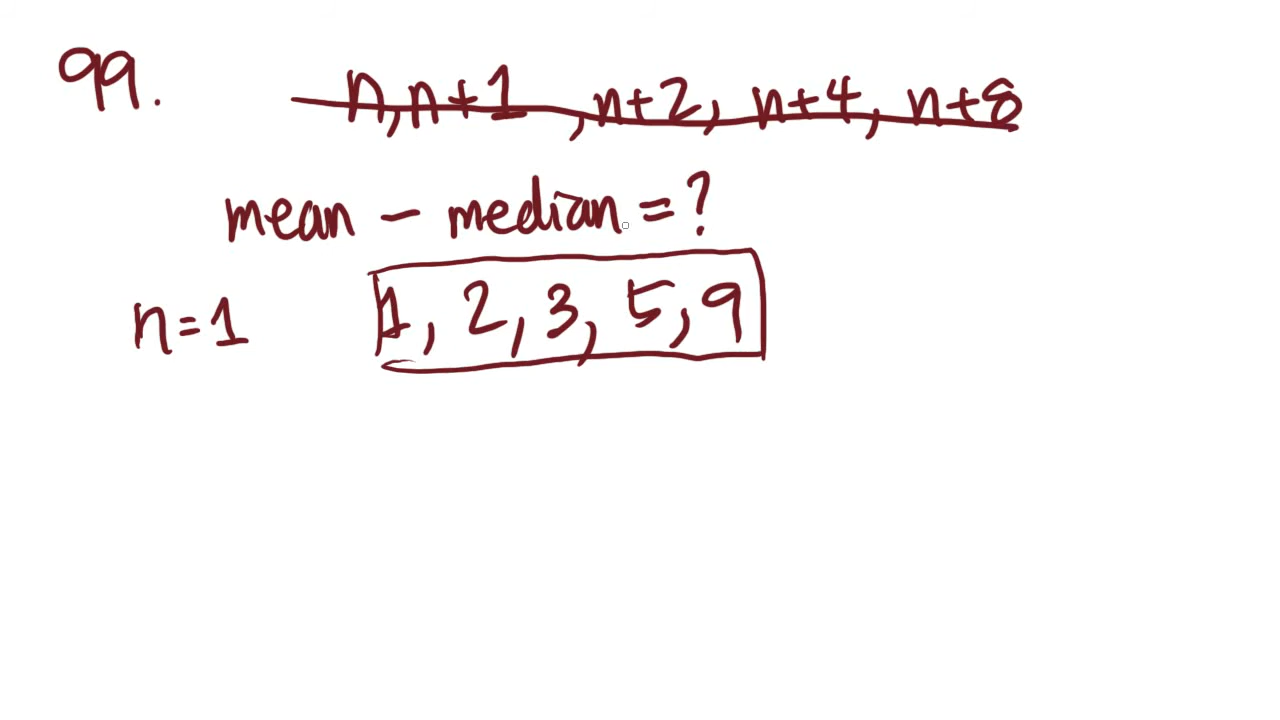 99.
n, n+1, n+2, n+4, n+8
mean - median = ?
n=1 1, 2, 3, 5, 9